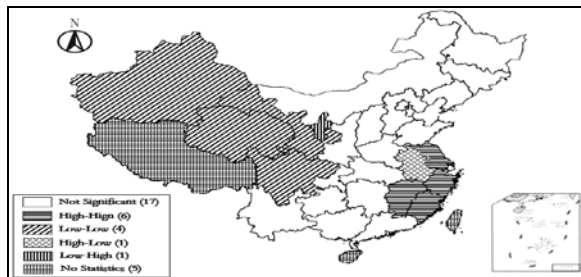 N
Not Significant (17)
High-Hign (6)
Low-Low (4)
High-Low (1)
Low-High (1)
No Statistics (5)